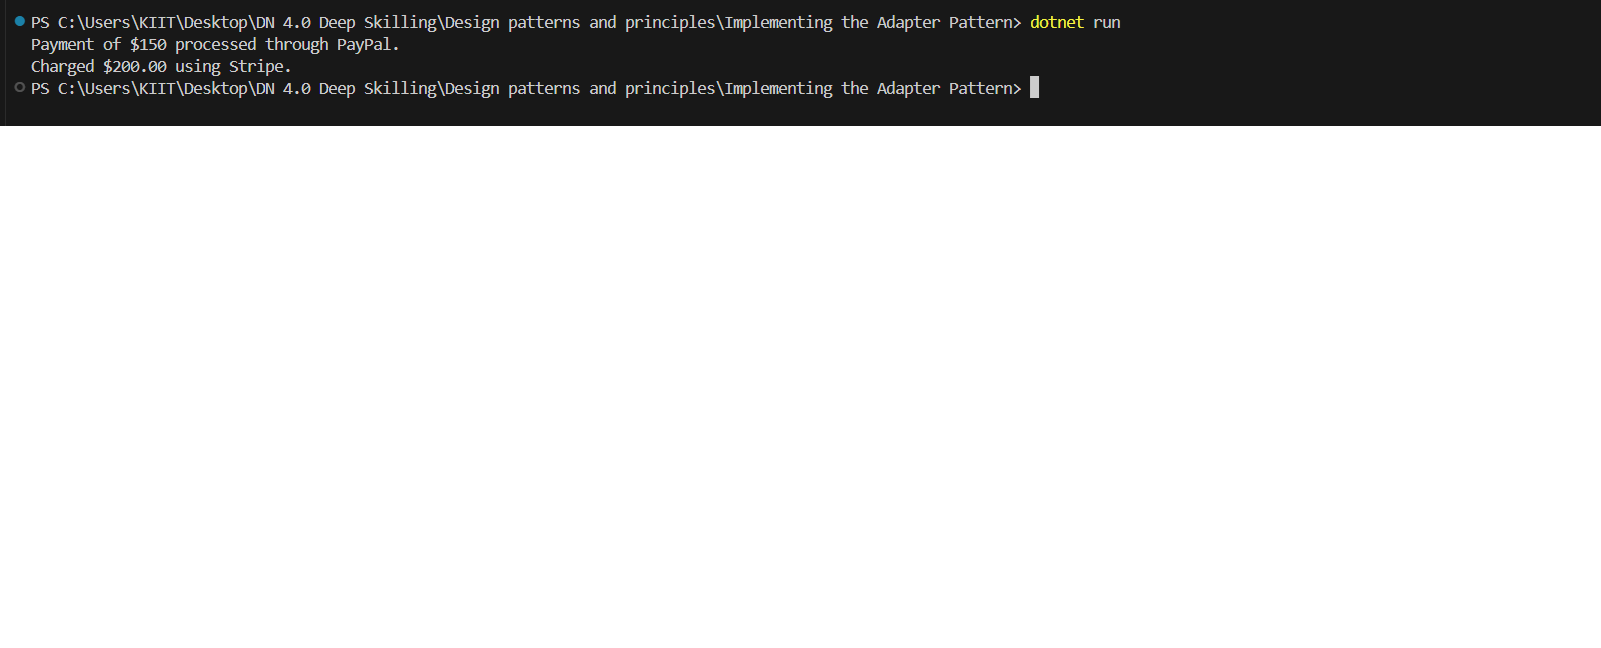 PS C:\Users\KIIT\Desktop\DN 4.0 Deep Skilling\Design patterns and principles\Implementing the Adapter Pattern> dotnet run
Payment of $150 processed through PayPal.
Charged $200.00 using Stripe.
PS C:\Users\KIIT\Desktop\DN 4.0 Deep Skilling\Design patterns and principles\Implementing the Adapter Pattern>